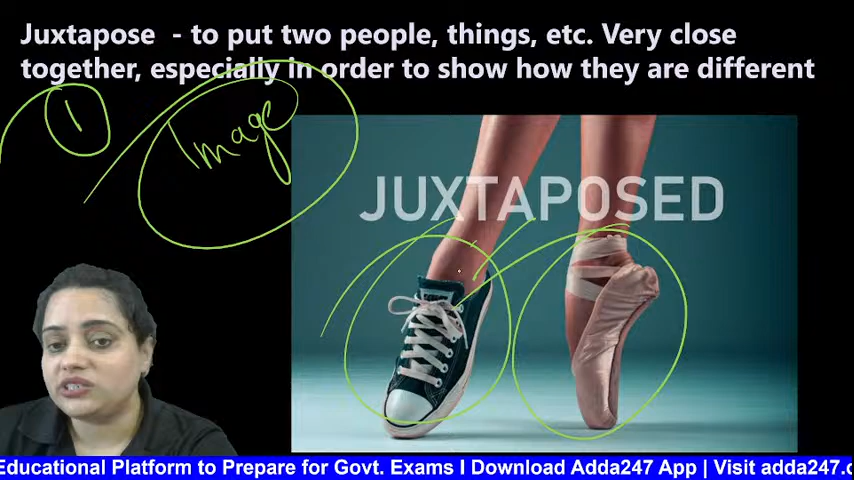 Juxtapose - to put two people, things, etc. Very close
together, especially in order to show how they are different
1
Image
JUXTAPOSED
Educational Platform to Prepare for Govt. Exams I Download Adda247 App | Visit adda247.c